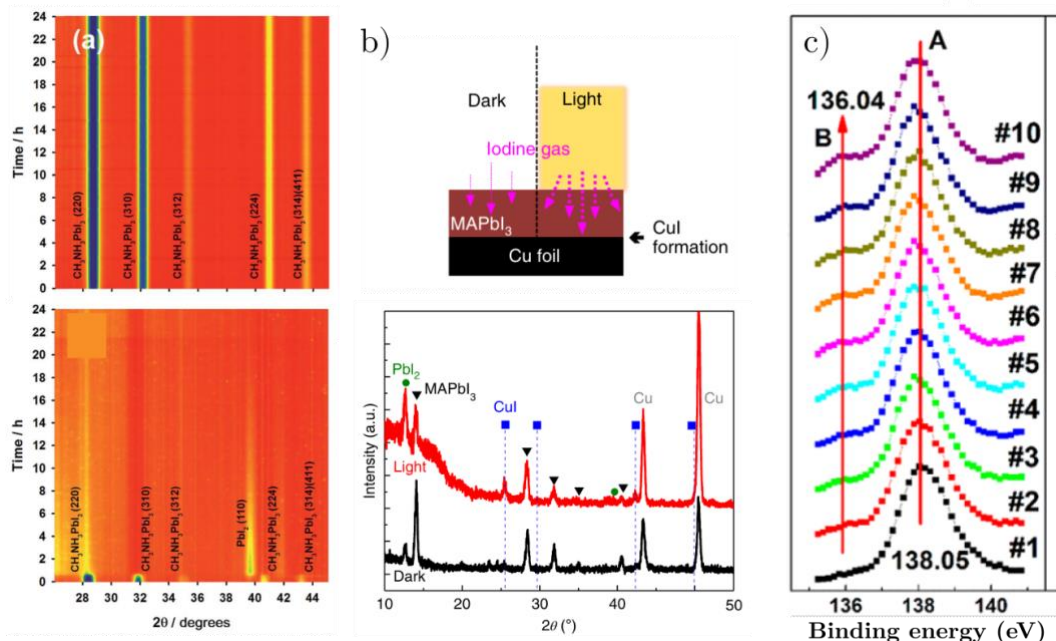 (a)
24
22
20
18
16
14
12
10
8
6
4
2
0
Time / h
CH₃NH₃PbI₃ (220)
CH₃NH₃PbI₃ (310)
CH₃NH₃PbI₃ (312)
CH₃NH₃PbI₃ (224)
CH₃NH₃PbI₃ (314)(411)
24
22
20
18
16
14
12
10
8
6
4
2
0
Time / h
CH₃NH₃PbI₃ (220)
CH₃NH₃PbI₃ (310)
CH₃NH₃PbI₃ (312)
PbI₂ (110)
CH₃NH₃PbI₃ (224)
CH₃NH₃PbI₃ (314)(411)
28 32 36 40 44
2θ / degrees
b)
Dark
Light
Iodine gas
MAPbI₃
CuI
formation
Cu foil
Intensity (a.u.)
PbI₂
MAPbI₃
CuI
Cu
Cu
Light
Dark
10 20 30 40 50
2θ (°)
c)
A
136.04
B
#10
#9
#8
#7
#6
#5
#4
#3
#2
#1
138.05
136 138 140
Binding energy (eV)